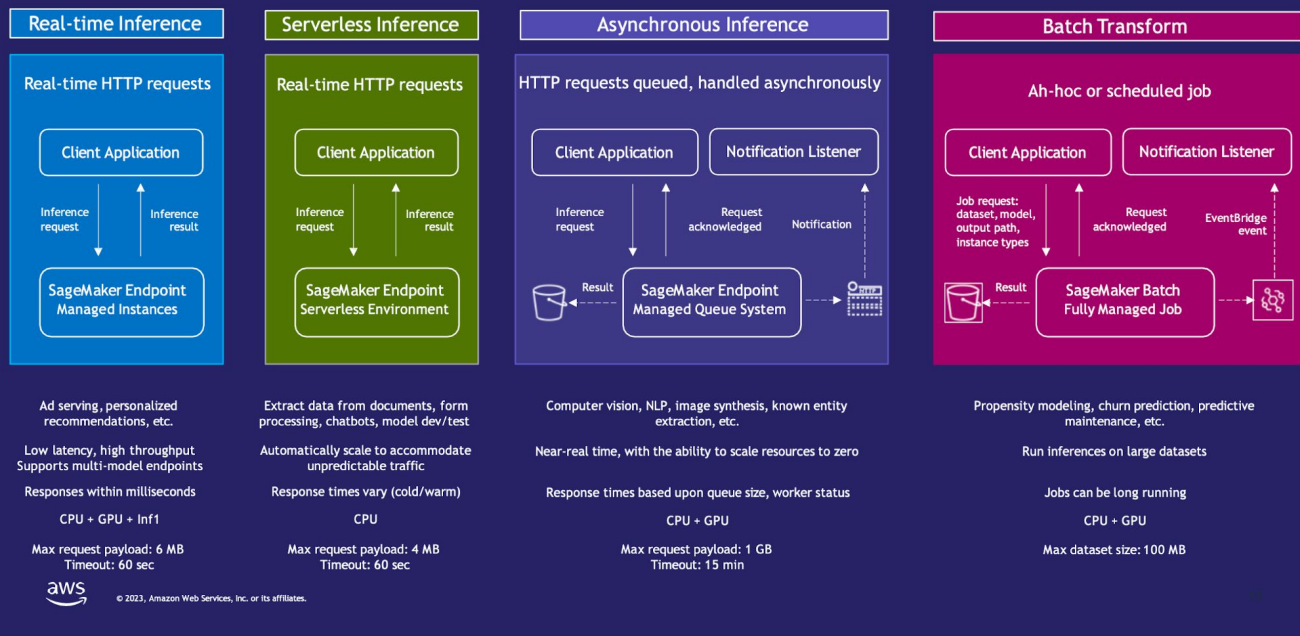 Real-time Inference
Real-time HTTP requests
Client Application
Inference
request
Inference
result
SageMaker Endpoint
Managed Instances
Ad serving, personalized
recommendations, etc.
Low latency, high throughput
Supports multi-model endpoints
Responses within milliseconds
CPU + GPU + Inf1
Max request payload: 6 MB
Timeout: 60 sec
Serverless Inference
Real-time HTTP requests
Client Application
Inference
request
Inference
result
SageMaker Endpoint
Serverless Environment
Extract data from documents, form
processing, chatbots, model dev/test
Automatically scale to accommodate
unpredictable traffic
Response times vary (cold/warm)
CPU
Max request payload: 4 MB
Timeout: 60 sec
Asynchronous Inference
HTTP requests queued, handled asynchronously
Client Application
Notification Listener
Inference
request
Request
acknowledged
Notification
Result
SageMaker Endpoint
Managed Queue System
HTTP
Computer vision, NLP, image synthesis, known entity
extraction, etc.
Near-real time, with the ability to scale resources to zero
Response times based upon queue size, worker status
CPU + GPU
Max request payload: 1 GB
Timeout: 15 min
Batch Transform
Ah-hoc or scheduled job
Client Application
Notification Listener
Job request:
dataset, model,
output path,
instance types
Request
acknowledged
EventBridge
event
Result
SageMaker Batch
Fully Managed Job
Propensity modeling, churn prediction, predictive
maintenance, etc.
Run inferences on large datasets
Jobs can be long running
CPU + GPU
Max dataset size: 100 MB
aws
© 2023, Amazon Web Services, Inc. or its affiliates.